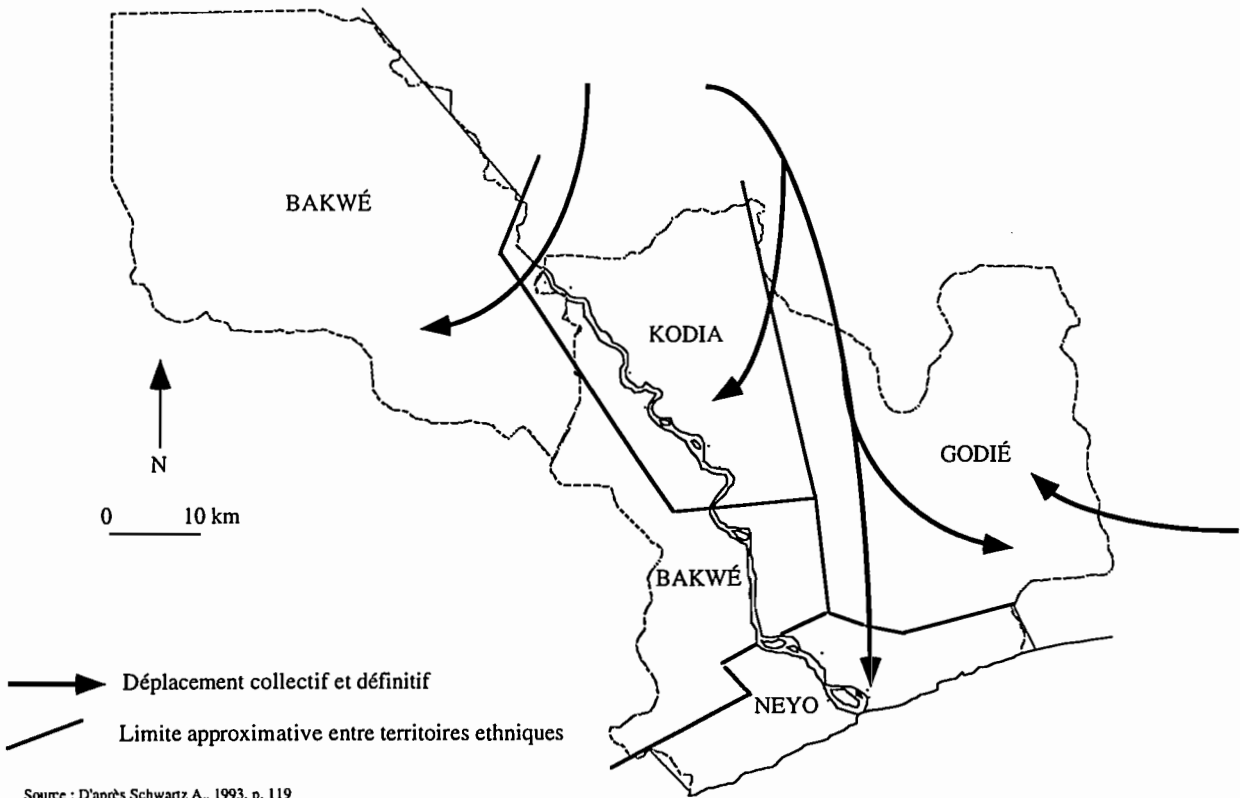 BAKWÉ
KODIA
GODIÉ
N
0 10 km
BAKWÉ
NEYO
Déplacement collectif et définitif
Limite approximative entre territoires ethniques
Source : D'après Schwartz A., 1993, p. 119